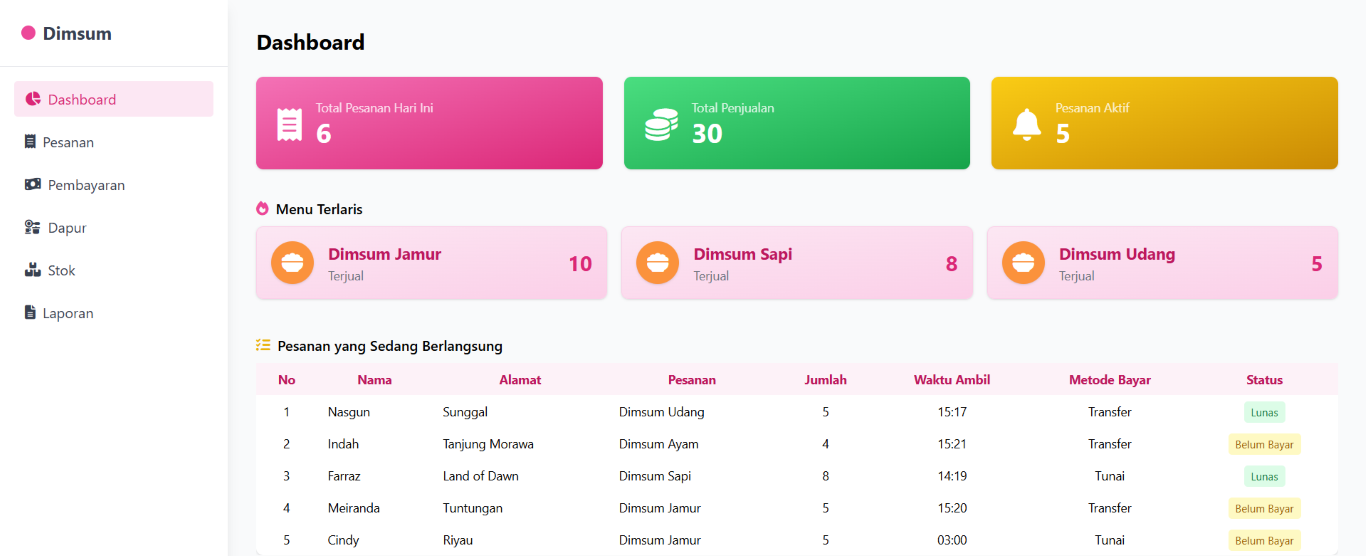 Dimsum
Dashboard
Pesanan
Pembayaran
Dapur
Stok
Laporan
Dashboard
Total Pesanan Hari Ini
6
Total Penjualan
30
Pesanan Aktif
5
Menu Terlaris
Dimsum Jamur
Terjual
10
Dimsum Sapi
Terjual
8
Dimsum Udang
Terjual
5
Pesanan yang Sedang Berlangsung
No Nama Alamat Pesanan Jumlah Waktu Ambil Metode Bayar Status
1 Nasgun Sunggal Dimsum Udang 5 15:17 Transfer Lunas
2 Indah Tanjung Morawa Dimsum Ayam 4 15:21 Transfer Belum Bayar
3 Farraz Land of Dawn Dimsum Sapi 8 14:19 Tunai Lunas
4 Meiranda Tuntungan Dimsum Jamur 5 15:20 Transfer Belum Bayar
5 Cindy Riyau Dimsum Jamur 5 03:00 Tunai Belum Bayar